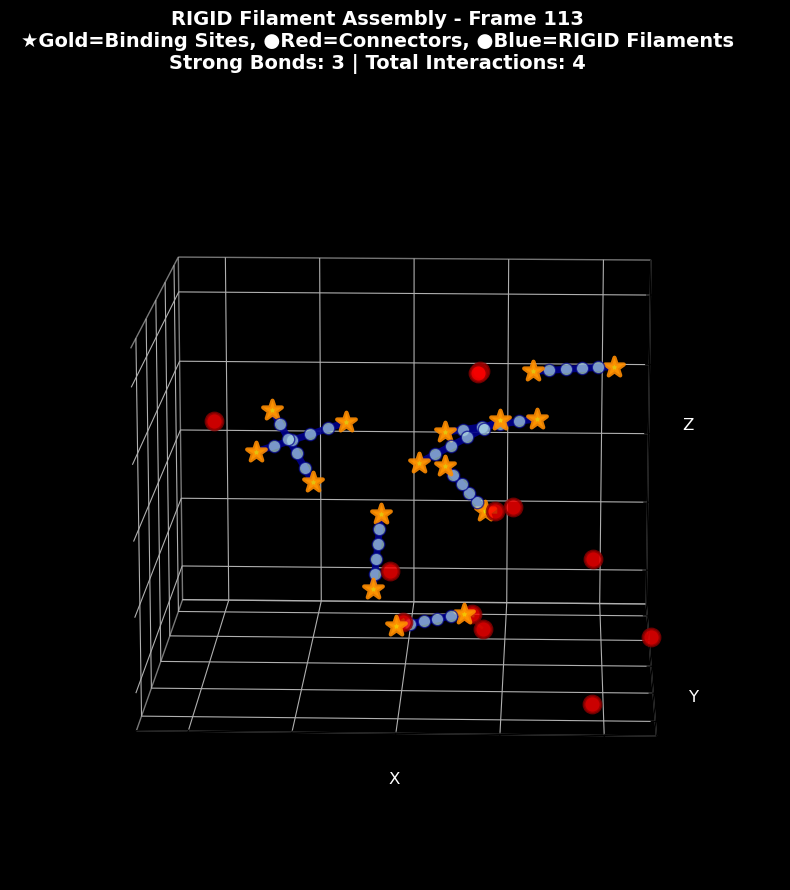 RIGID Filament Assembly - Frame 113
★Gold=Binding Sites, ●Red=Connectors, ●Blue=RIGID Filaments
Strong Bonds: 3 | Total Interactions: 4
Z
Y
X